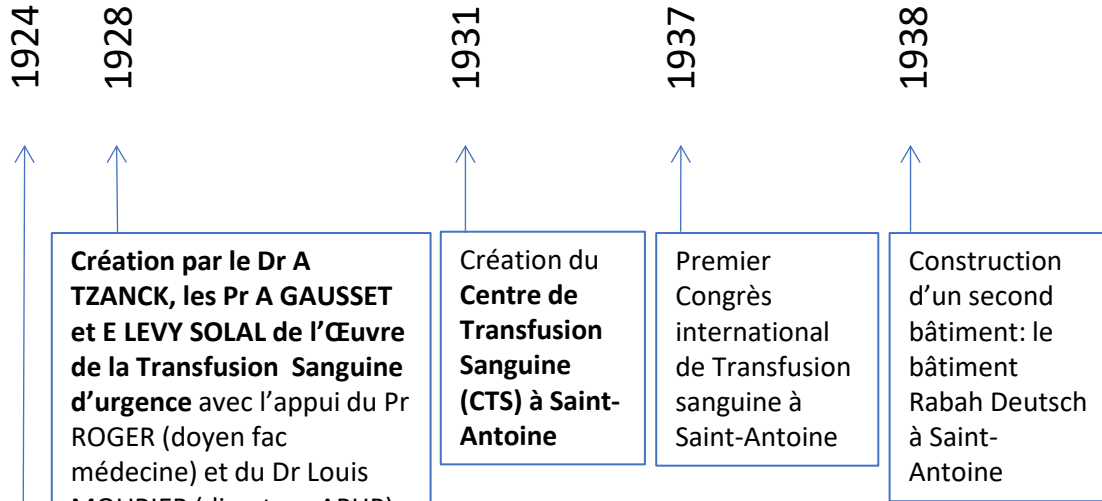 1924
1928
1931
1937
1938
Création par le Dr A
TZANCK, les Pr A GAUSSET
et E LEVY SOLAL de l’Œuvre
de la Transfusion Sanguine
d'urgence avec l’appui du Pr
ROGER (doyen fac
médecine) et du Dr Louis
Création du
Centre de
Transfusion
Sanguine
(CTS) à Saint-
Antoine
Premier
Congrès
international
de Transfusion
sanguine à
Saint-Antoine
Construction
d’un second
bâtiment: le
bâtiment
Rabah Deutsch
à Saint-
Antoine